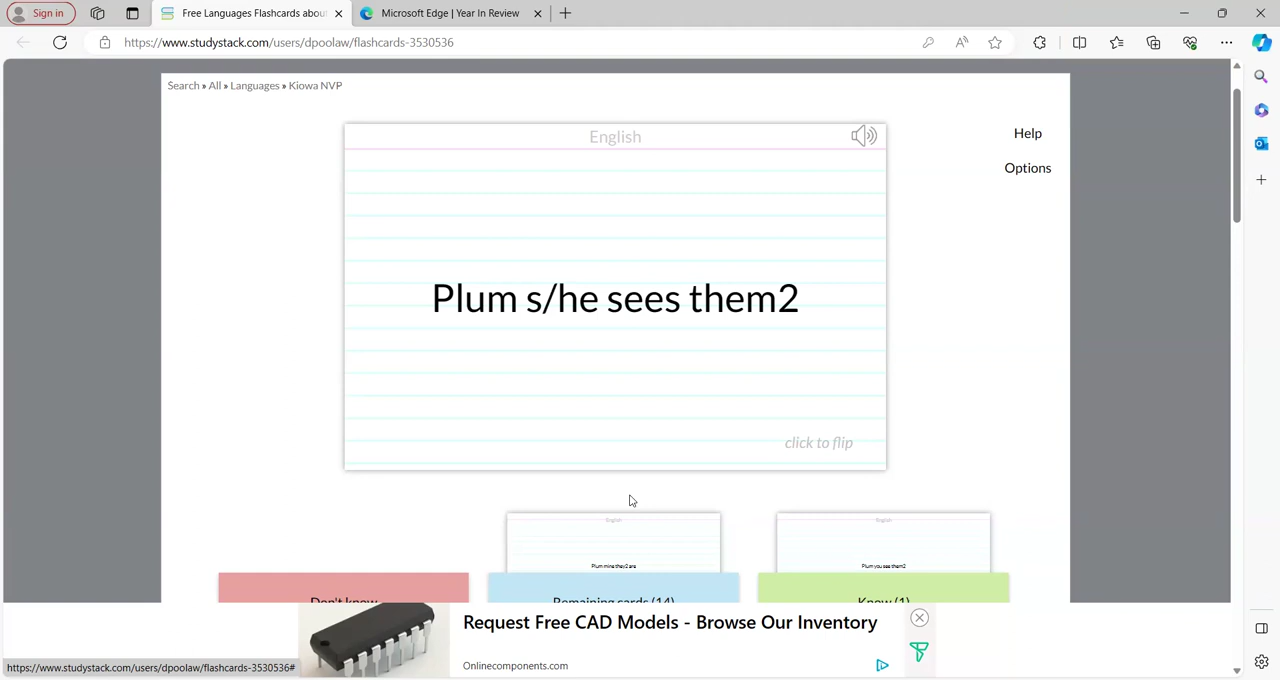 Sign in
Free Languages Flashcards abou
Microsoft Edge | Year In Review
https://www.studystack.com/users/dpoolaw/flashcards-3530536
Search » All » Languages » Kiowa NVP
English
Help
Options
Plum s/he sees them2
click to flip
English
English
Plum mine they2 are
Plum you see them2
Don't know
Remaining cards (14)
Know (1)
Request Free CAD Models - Browse Our Inventory
Onlinecomponents.com
https://www.studystack.com/users/dpoolaw/flashcards-3530536#